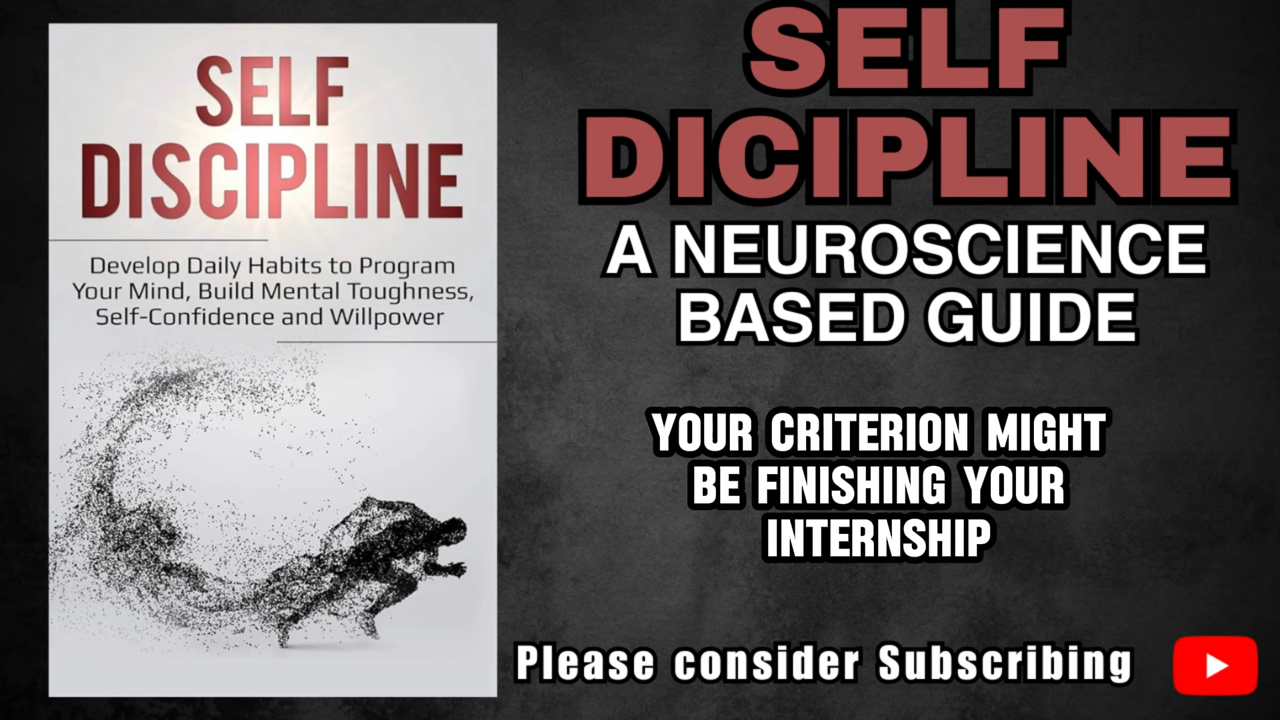 SELF
DISCIPLINE
Develop Daily Habits to Program
Your Mind, Build Mental Toughness,
Self-Confidence and Willpower
SELF
DICIPLINE
A NEUROSCIENCE
BASED GUIDE
YOUR CRITERION MIGHT
BE FINISHING YOUR
INTERNSHIP
Please consider Subscribing